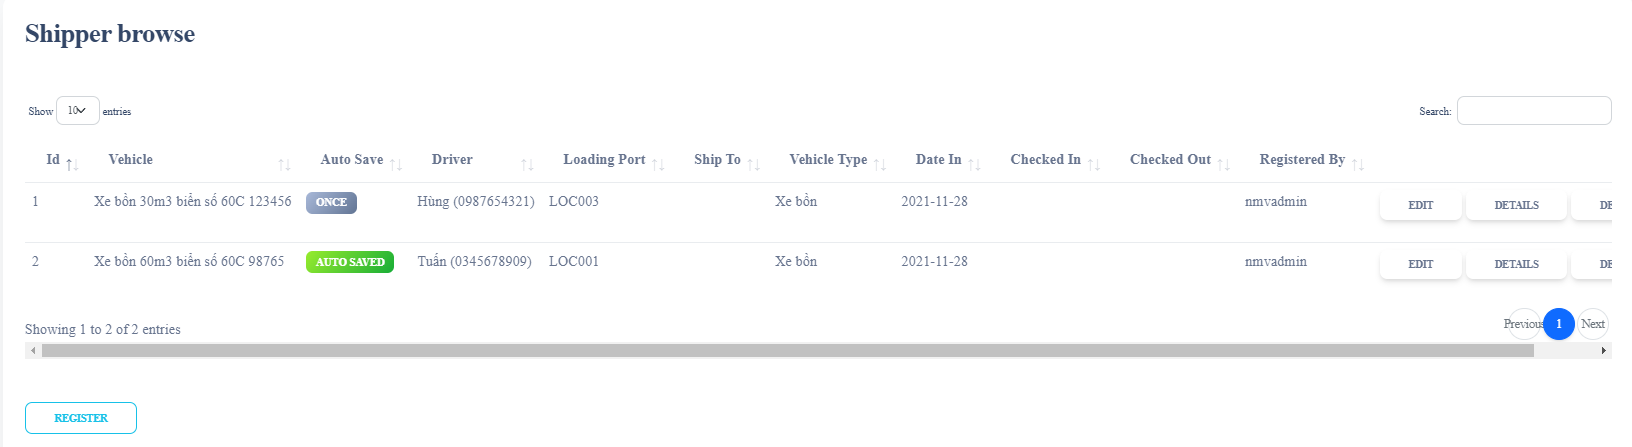 Shipper browse
Show 10 entries Search:
Id Vehicle Auto Save Driver Loading Port Ship To Vehicle Type Date In Checked In Checked Out Registered By
1 Xe bồn 30m3 biển số 60C 123456 ONCE Hùng (0987654321) LOC003 Xe bồn 2021-11-28 nmvadmin EDIT DETAILS DE
2 Xe bồn 60m3 biển số 60C 98765 AUTO SAVED Tuấn (0345678909) LOC001 Xe bồn 2021-11-28 nmvadmin EDIT DETAILS DE
Showing 1 to 2 of 2 entries Previous 1 Next
REGISTER